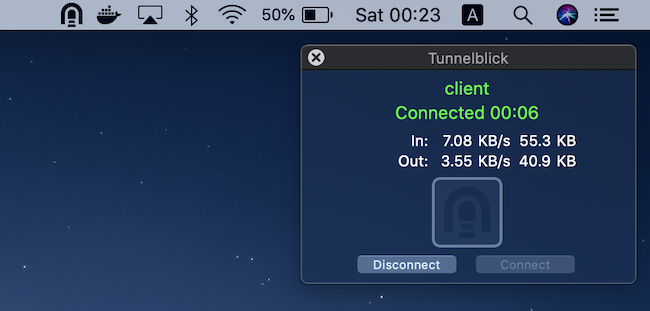 50% Sat 00:23 A
Tunnelblick
client
Connected 00:06
In: 7.08 KB/s 55.3 KB
Out: 3.55 KB/s 40.9 KB
Disconnect Connect